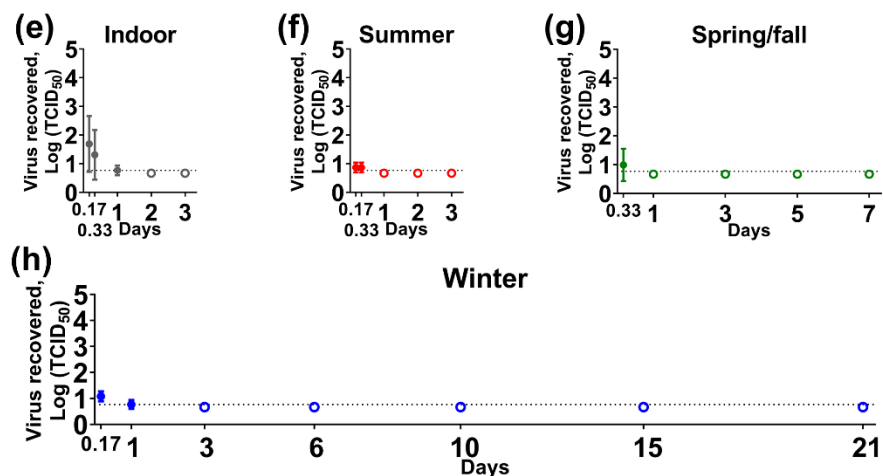 (e)
Indoor
Virus recovered,
Log (TCID50)
5
4
3
2
1
0
0.17
0.33
1
2
3
Days
(f)
Summer
Virus recovered,
Log (TCID50)
5
4
3
2
1
0
0.17
0.33
1
2
3
Days
(g)
Spring/fall
Virus recovered,
Log (TCID50)
5
4
3
2
1
0
0.33
1
3
5
7
Days
(h)
Winter
Virus recovered,
Log (TCID50)
5
4
3
2
1
0
0.17
1
3
6
10
15
21
Days